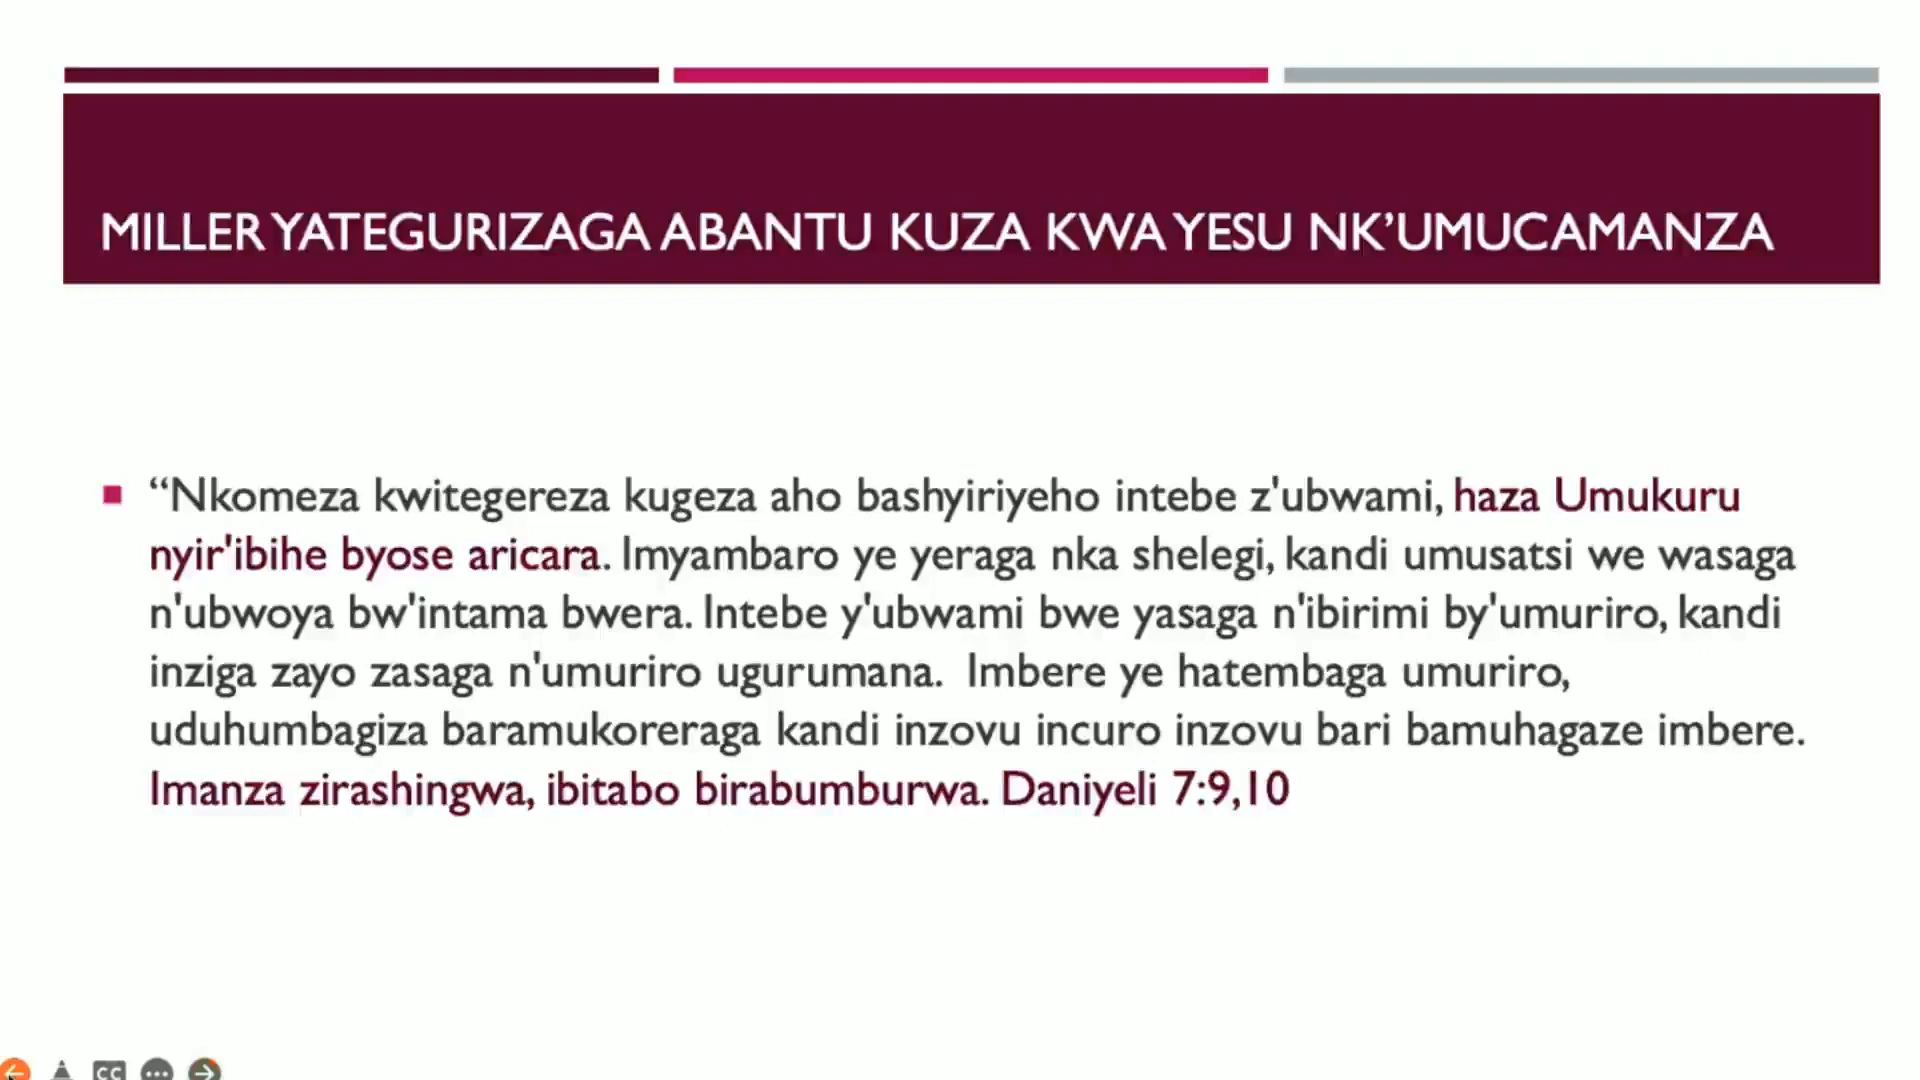 MILLER YATEGURIZAGA ABANTU KUZA KWA YESU NK’UMUCAMANZA
“Nkomeza kwitegereza kugeza aho bashyiriyeho intebe z'ubwami, haza Umukuru
nyir'ibihe byose aricara. Imyambaro ye yeraga nka shelegi, kandi umusatsi we wasaga
n'ubwoya bw'intama bwera. Intebe y'ubwami bwe yasaga n'ibirimi by'umuriro, kandi
inziga zayo zasaga n'umuriro ugurumana. Imbere ye hatembaga umuriro,
uduhumbagiza baramukoreraga kandi inzovu incuro inzovu bari bamuhagaze imbere.
Imanza zirashingwa, ibitabo birabumburwa. Daniyeli 7:9,10
CC